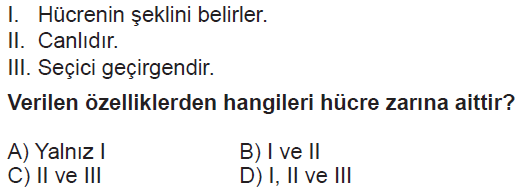 I. Hücrenin şeklini belirler.
II. Canlıdır.
III. Seçici geçirgendir.
Verilen özelliklerden hangileri hücre zarına aittir?
A) Yalnız I B) I ve II
C) II ve III D) I, II ve III